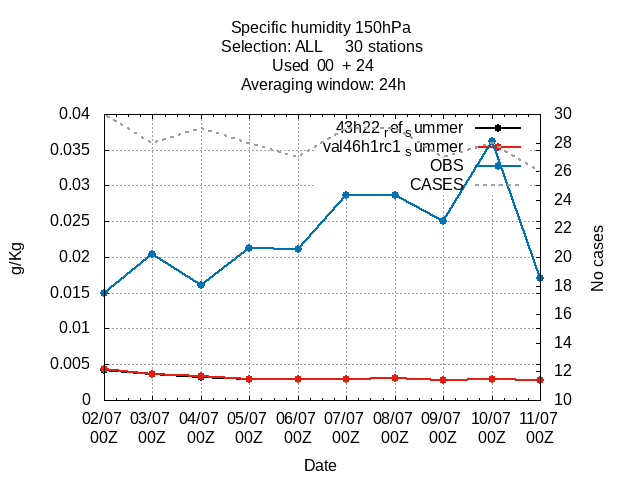 Specific humidity 150hPa
Selection: ALL 30 stations
Used 00 + 24
Averaging window: 24h
0.04
0.035
0.03
0.025
0.02
0.015
0.01
0.005
0
30
28
26
24
22
20
18
16
14
12
10
43h22_ref_summer
val46h1rc1_summer
OBS
CASES
g/Kg
No cases
02/07 03/07 04/07 05/07 06/07 07/07 08/07 09/07 10/07 11/07
00Z 00Z 00Z 00Z 00Z 00Z 00Z 00Z 00Z 00Z
Date